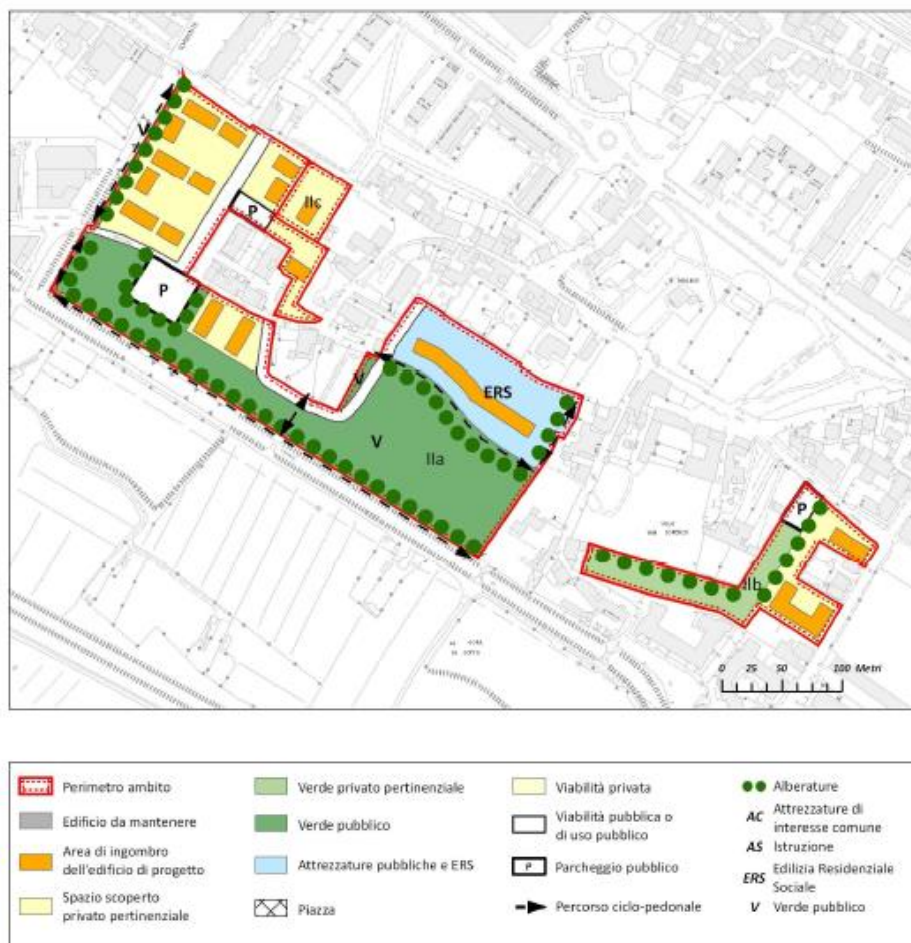 V
IIc
P
P
ERS
V
V
IIa
P
IIb
0 25 50 100 Metri
Perimetro ambito
Edificio da mantenere
Area di ingombro
dell'edificio di progetto
Spazio scoperto
privato pertinenziale
Verde privato pertinenziale
Verde pubblico
Attrezzature pubbliche e ERS
Piazza
Viabilità privata
Viabilità pubblica o
di uso pubblico
P Parcheggio pubblico
Percorso ciclo-pedonale
Alberature
AC Attrezzature di
interesse comune
AS Istruzione
ERS Edilizia Residenziale
Sociale
V Verde pubblico